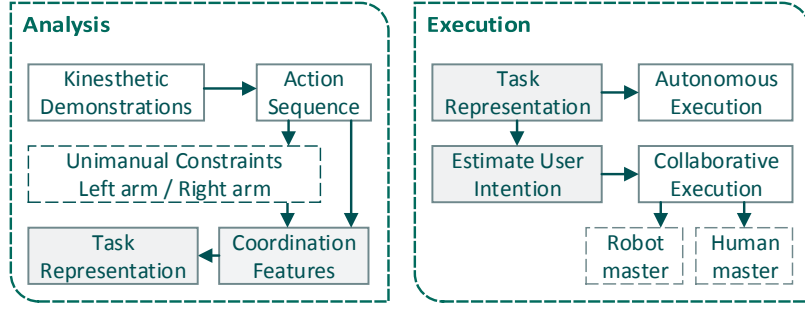 Analysis
Kinesthetic
Demonstrations
Action
Sequence
Unimanual Constraints
Left arm / Right arm
Task
Representation
Coordination
Features
Execution
Task
Representation
Autonomous
Execution
Estimate User
Intention
Collaborative
Execution
Robot
master
Human
master